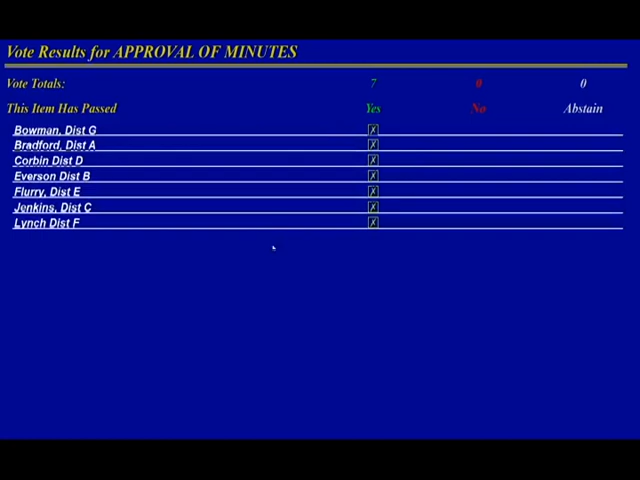 Vote Results for APPROVAL OF MINUTES
Vote Totals: 7 0 0
This Item Has Passed Yes No Abstain
Bowman, Dist G X
Bradford, Dist A X
Corbin Dist D X
Everson Dist B X
Flurry, Dist E X
Jenkins, Dist C X
Lynch Dist F X